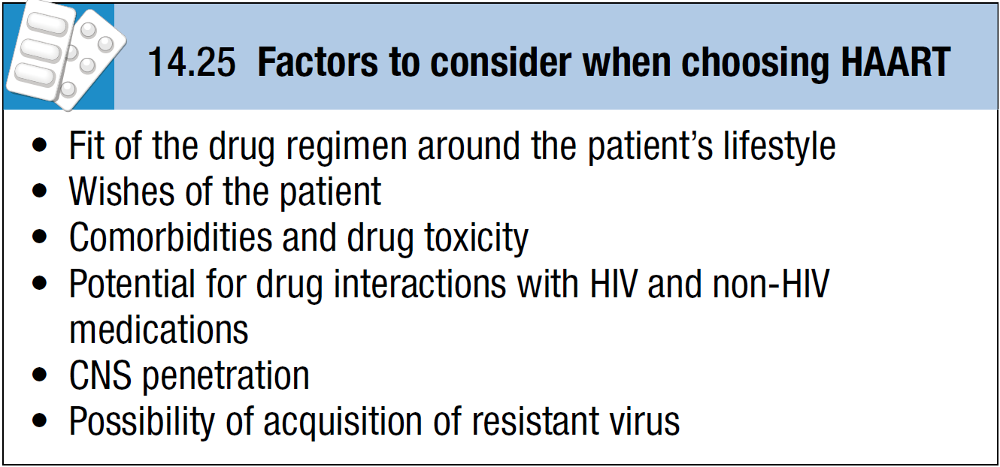 14.25 Factors to consider when choosing HAART
• Fit of the drug regimen around the patient’s lifestyle
• Wishes of the patient
• Comorbidities and drug toxicity
• Potential for drug interactions with HIV and non-HIV
medications
• CNS penetration
• Possibility of acquisition of resistant virus